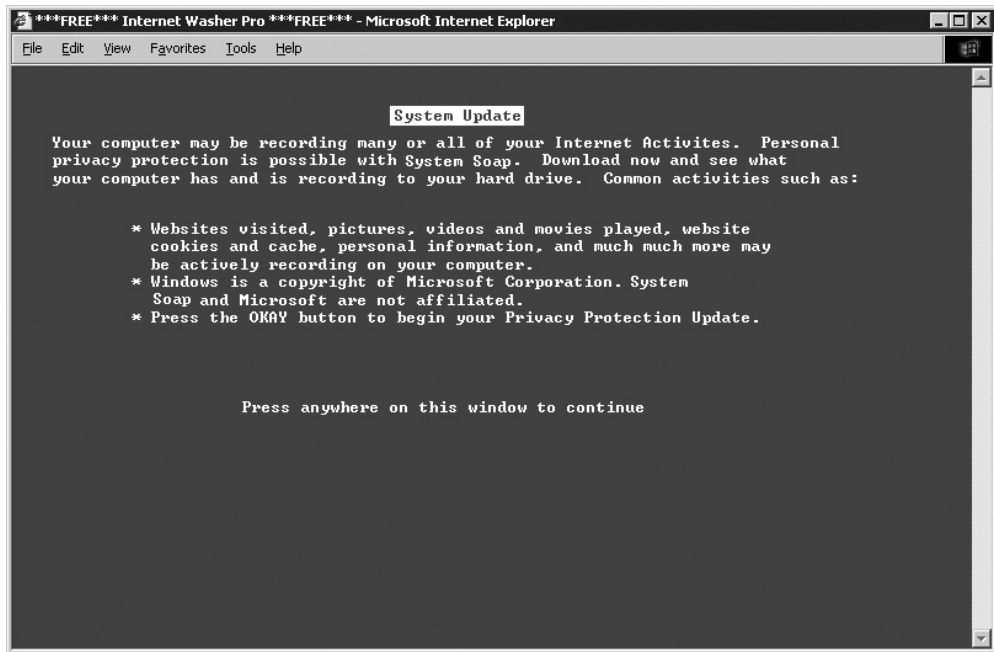 ***FREE*** Internet Washer Pro ***FREE*** - Microsoft Internet Explorer
File Edit View Favorites Tools Help
System Update
Your computer may be recording many or all of your Internet Activites. Personal
privacy protection is possible with System Soap. Download now and see what
your computer has and is recording to your hard drive. Common activities such as:
* Websites visited, pictures, videos and movies played, website
cookies and cache, personal information, and much much more may
be actively recording on your computer.
* Windows is a copyright of Microsoft Corporation. System
Soap and Microsoft are not affiliated.
* Press the OKAY button to begin your Privacy Protection Update.
Press anywhere on this window to continue